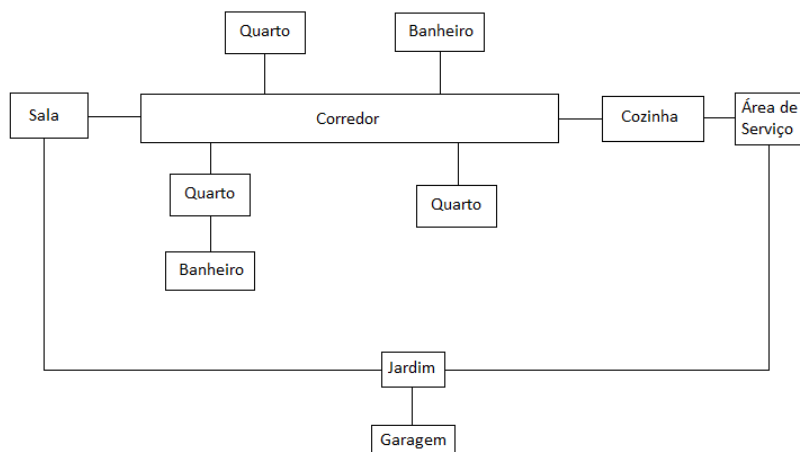 Quarto
Banheiro
Sala
Corredor
Cozinha
Área de
Serviço
Quarto
Quarto
Banheiro
Jardim
Garagem